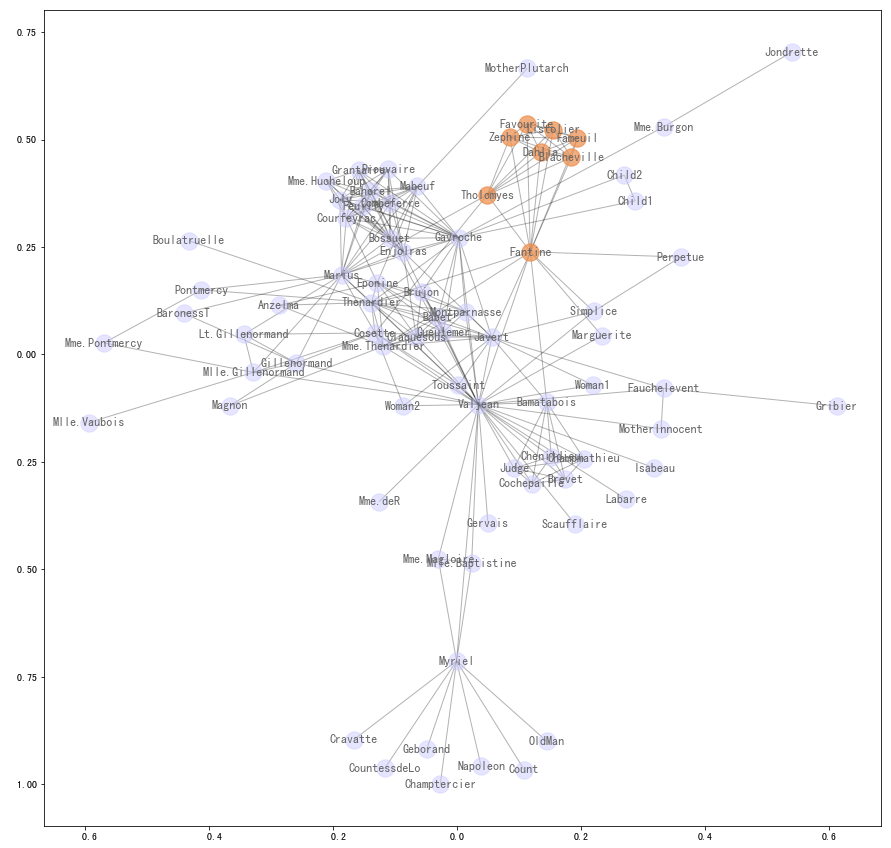 0.75
Jondrette
MotherPlutarch
Favourite
Listolier
Mme.Burgon
0.50
Zephine
Fameuil
Dahlia
Blacheville
Grantaire
Prouvaire
Child2
Mme.Hucheloup
Mabeuf
Bahorel
Tholomyes
Joly
Combeferre
Child1
Feuilly
Courfeyrac
0.25
Boulatruelle
Bossuet
Gavroche
Enjolras
Fantine
Perpetue
Marius
Eponine
Pontmercy
Brujon
Anzelma
Thenardier
BaronessT
Montparnasse
Simplice
Babet
Lt.Gillenormand
Cosette
Gueulemer
Claquesous
Javert
Marguerite
0.00
Mme.Pontmercy
Mme.Thenardier
Gillenormand
Mlle.Gillenormand
Toussaint
Woman1
Fauchelevent
Magnon
Woman2
Valjean
Bamatabois
Gribier
Mlle.Vaubois
MotherInnocent
Chenildieu
Champmathieu
0.25
Judge
Isabeau
Cochepaille
Brevet
Mme.deR
Labarre
Gervais
Scaufflaire
Mme.Magloire
Mlle.Baptistine
0.50
Myriel
0.75
Cravatte
OldMan
Geborand
CountessdeLo
Napoleon
Count
Champtercier
1.00
0.6
0.4
0.2
0.0
0.2
0.4
0.6